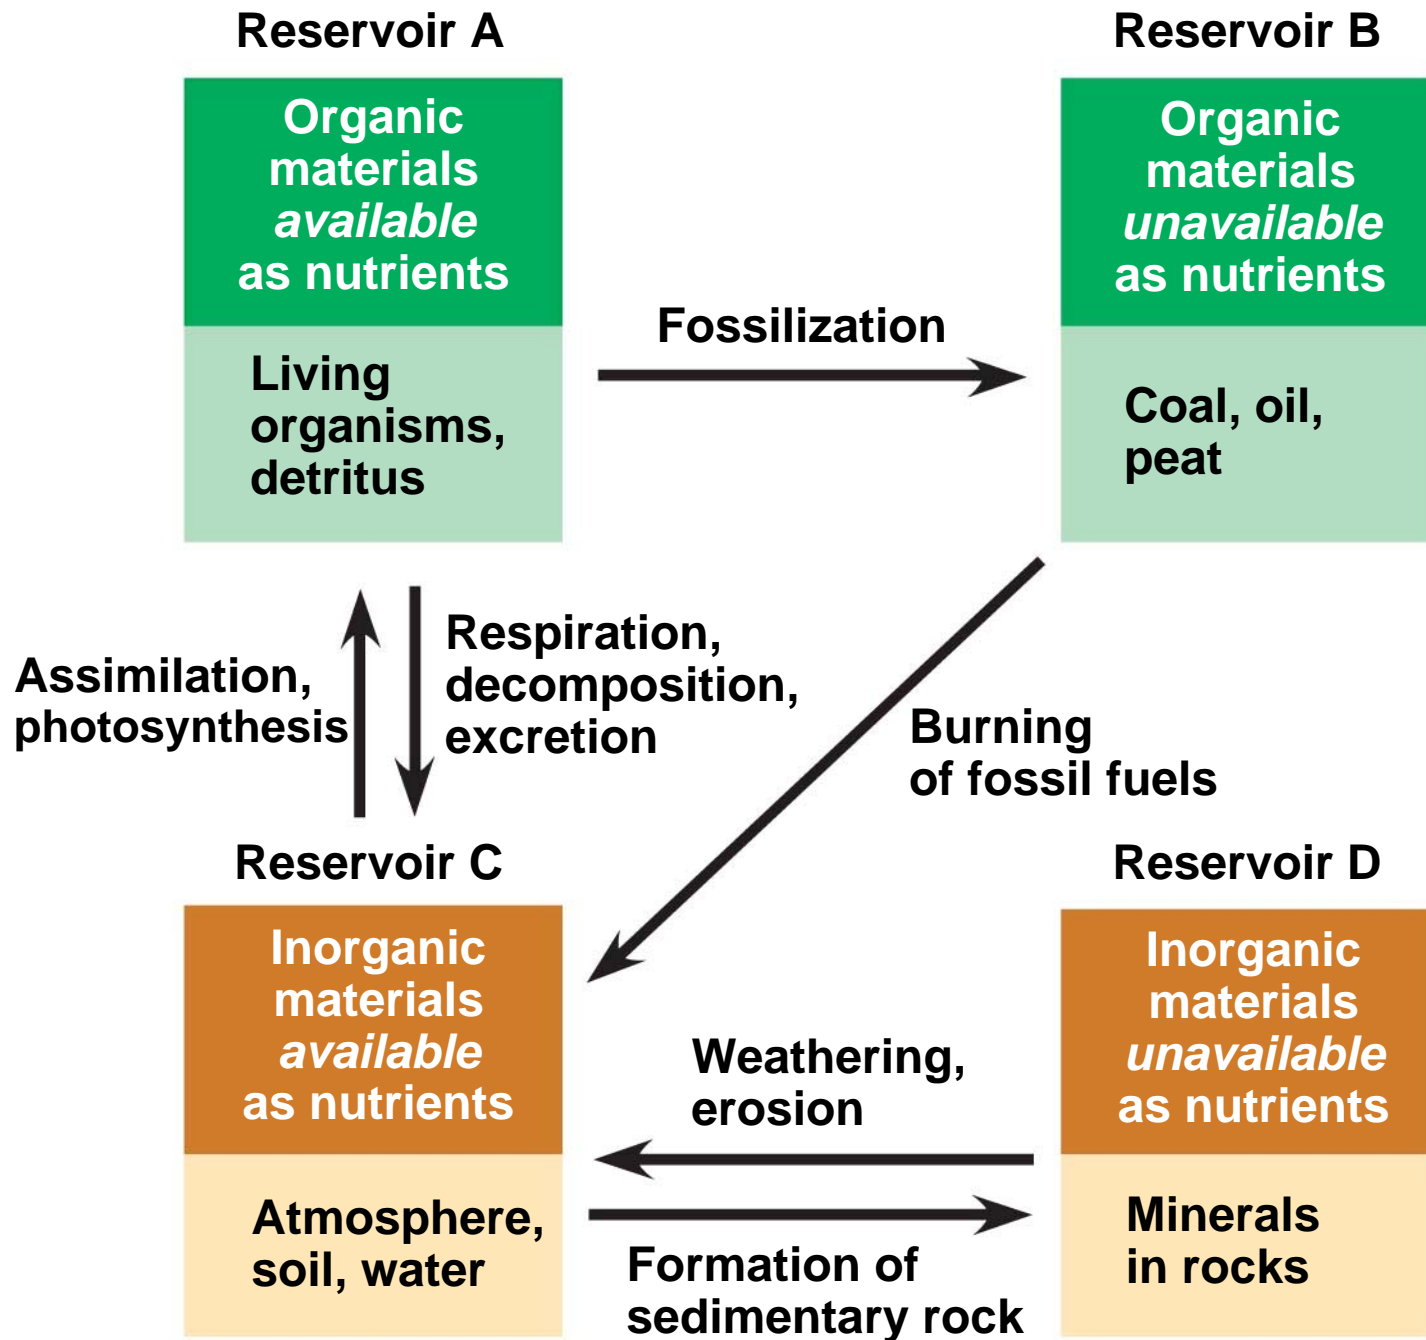 Reservoir A
Organic
materials
available
as nutrients
Living
organisms,
detritus
Fossilization
Reservoir B
Organic
materials
unavailable
as nutrients
Coal, oil,
peat
Assimilation,
photosynthesis
Respiration,
decomposition,
excretion
Burning
of fossil fuels
Reservoir C
Inorganic
materials
available
as nutrients
Atmosphere,
soil, water
Weathering,
erosion
Formation of
sedimentary rock
Reservoir D
Inorganic
materials
unavailable
as nutrients
Minerals
in rocks